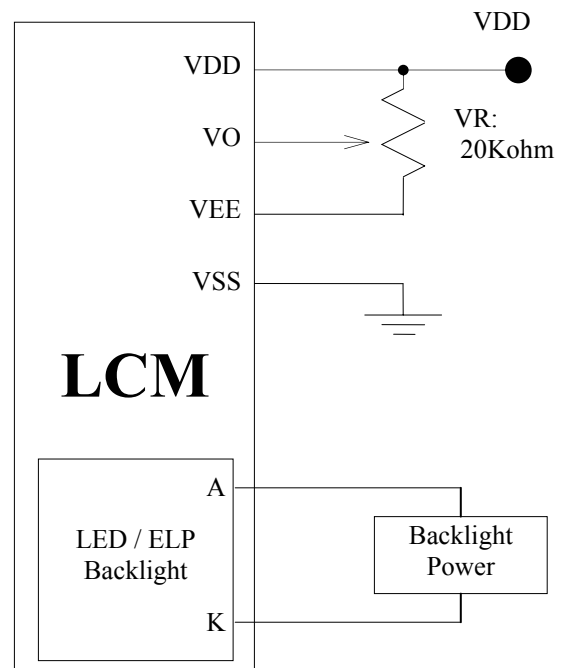 VDD
VDD
VO
VR:
20Kohm
VEE
VSS
LCM
A
LED / ELP
Backlight
K
Backlight
Power